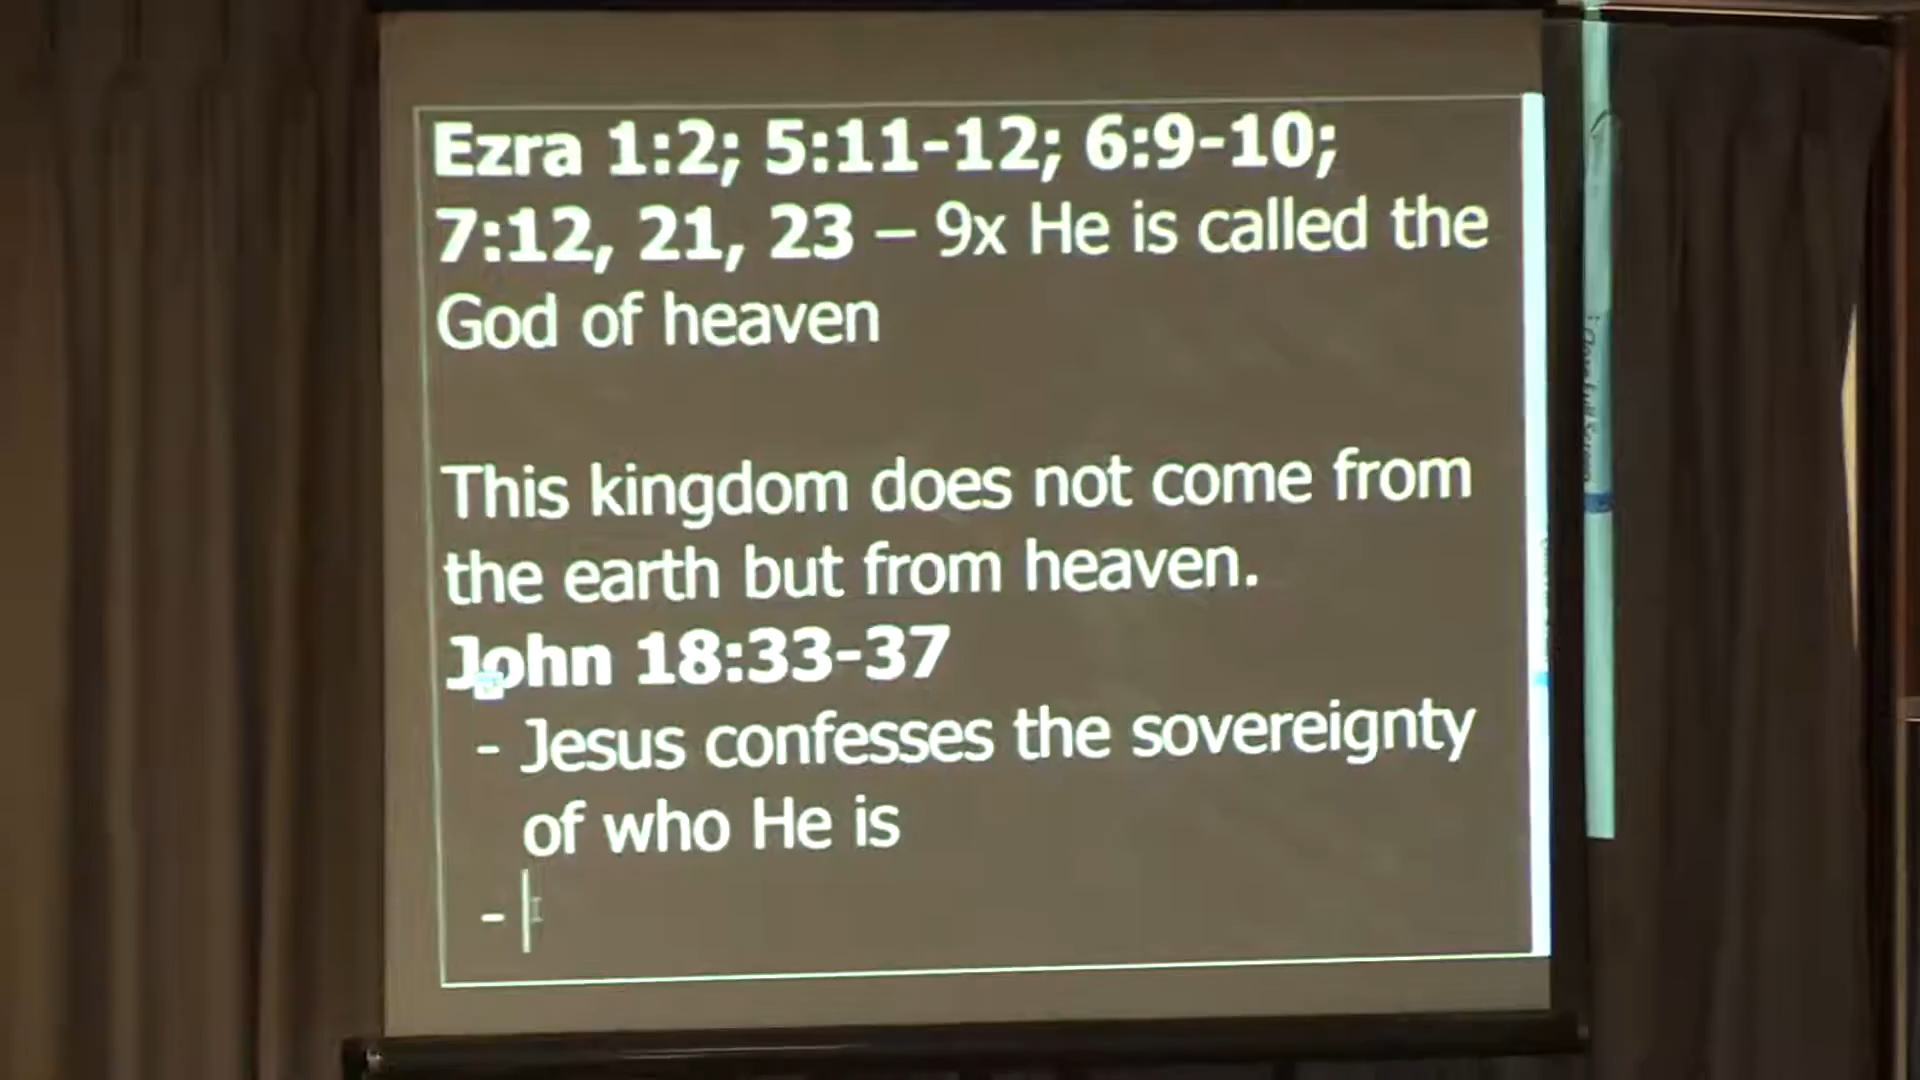 Ezra 1:2; 5:11-12; 6:9-10;
7:12, 21, 23 – 9x He is called the
God of heaven
This kingdom does not come from
the earth but from heaven.
John 18:33-37
- Jesus confesses the sovereignty
of who He is
-